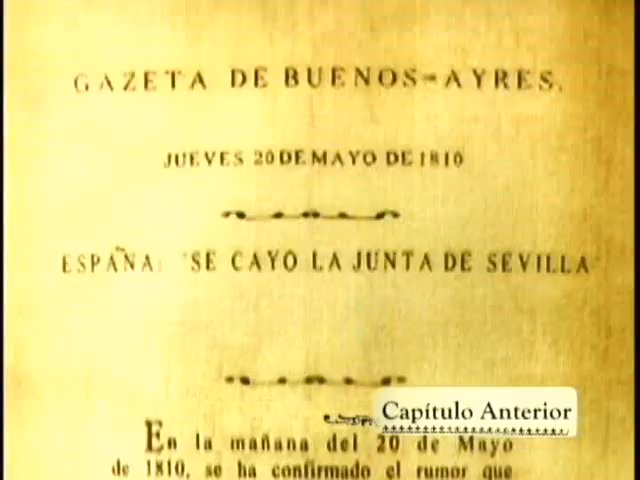 GAZETA DE BUENOS-AYRES.
JUEVES 20 DE MAYO DE 1810
ESPAÑA: "SE CAYO LA JUNTA DE SEVILLA"
Capítulo Anterior
En la mañana del 20 de Mayo
de 1810, se ha confirmado el rumor que